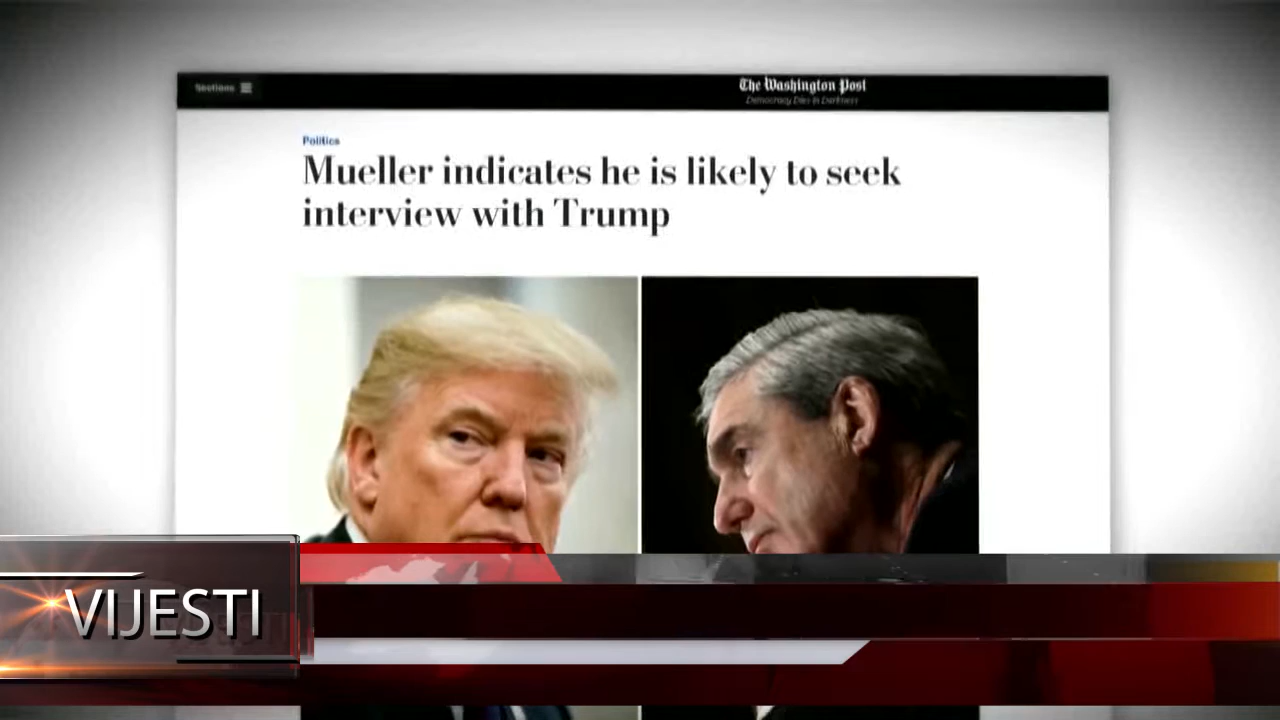 Sections
The Washington Post
Democracy Dies in Darkness
Politics
Mueller indicates he is likely to seek
interview with Trump
VIJESTI